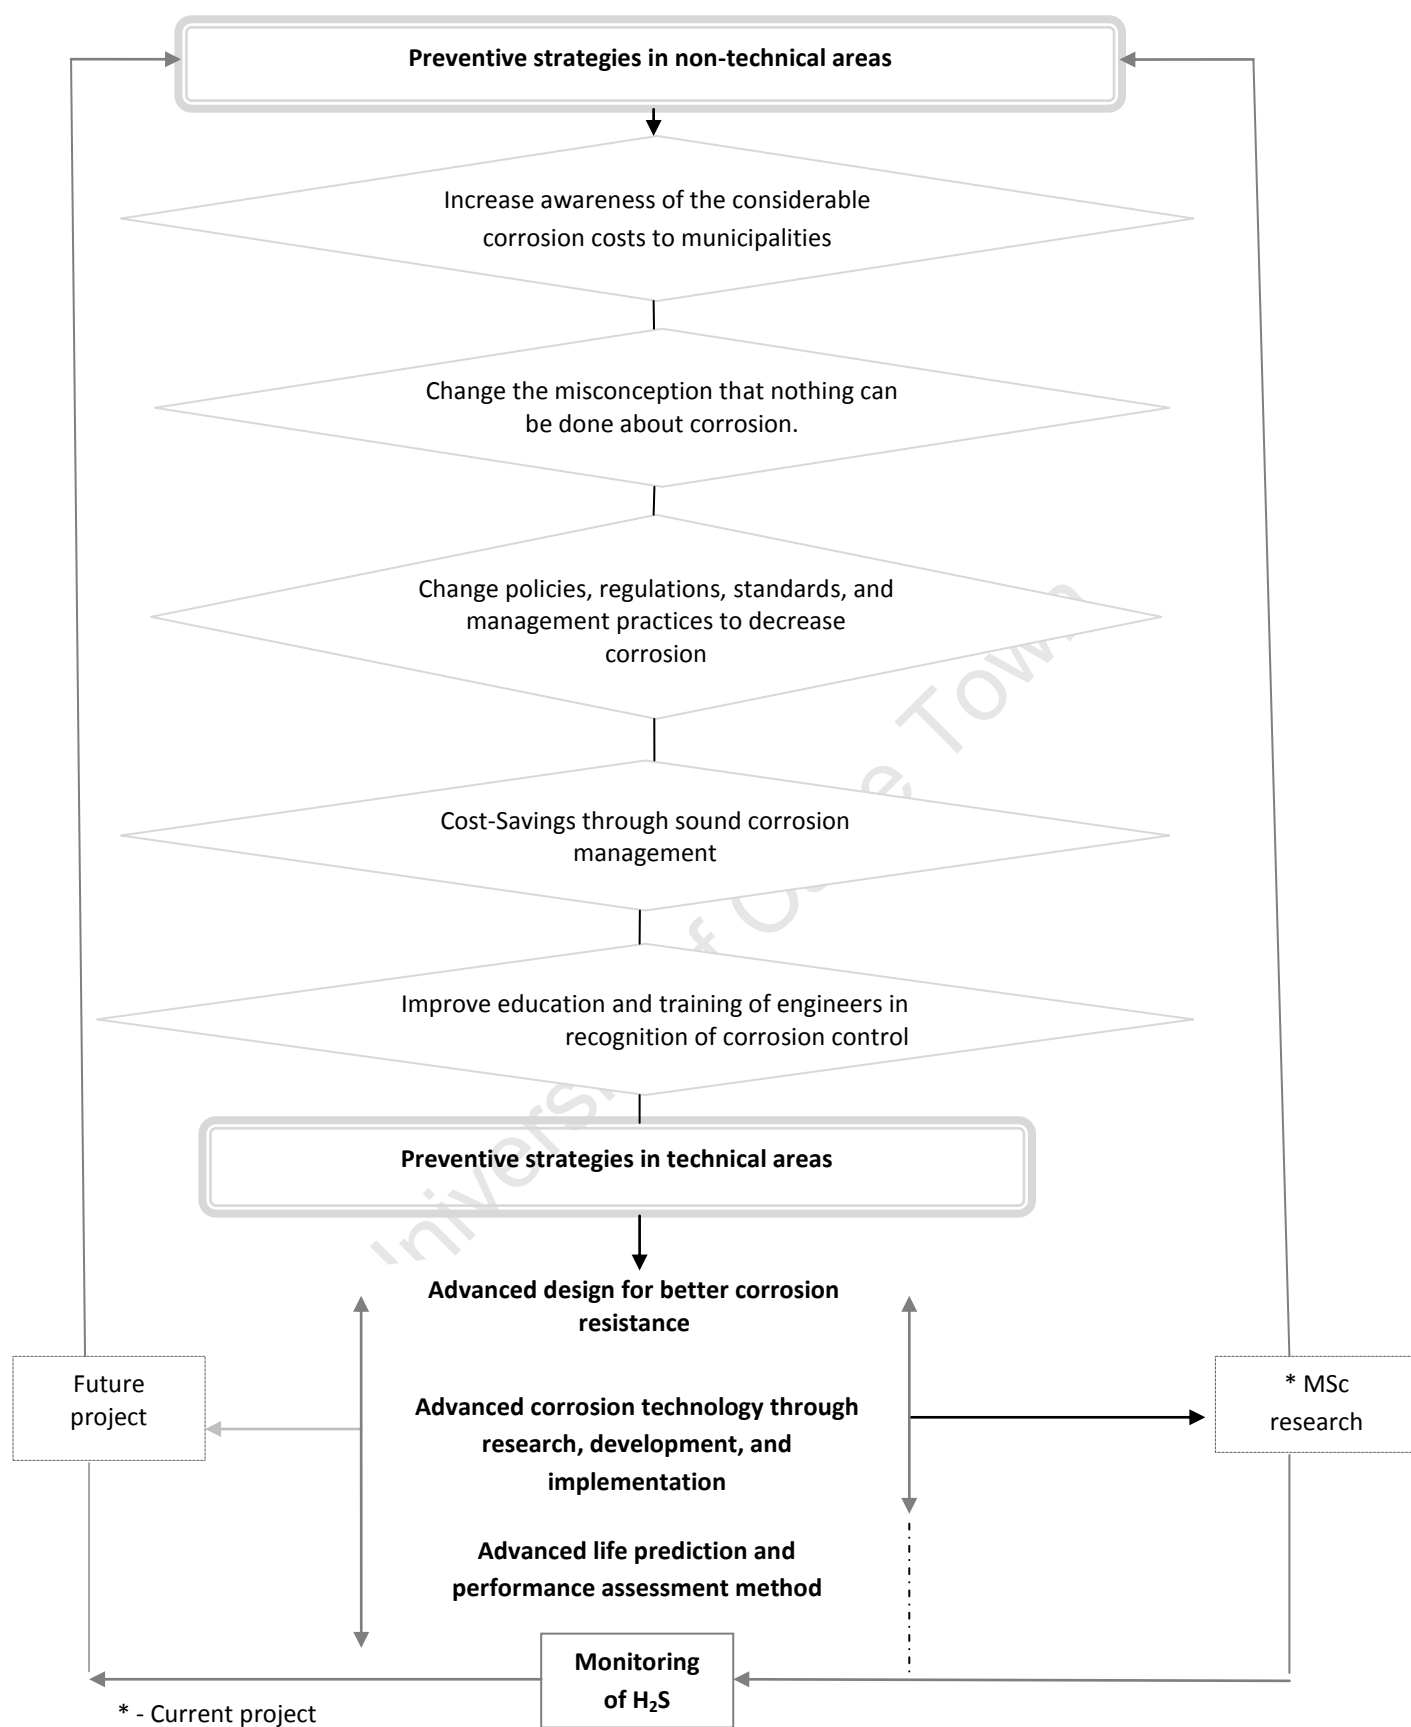 Preventive strategies in non-technical areas
Increase awareness of the considerable
corrosion costs to municipalities
Change the misconception that nothing can
be done about corrosion.
Change policies, regulations, standards, and
management practices to decrease
corrosion
Cost-Savings through sound corrosion
management
Improve education and training of engineers in
recognition of corrosion control
Preventive strategies in technical areas
Advanced design for better corrosion
resistance
Future
project
* MSc
research
Advanced corrosion technology through
research, development, and
implementation
Advanced life prediction and
performance assessment method
Monitoring
of H₂S
* - Current project
Town